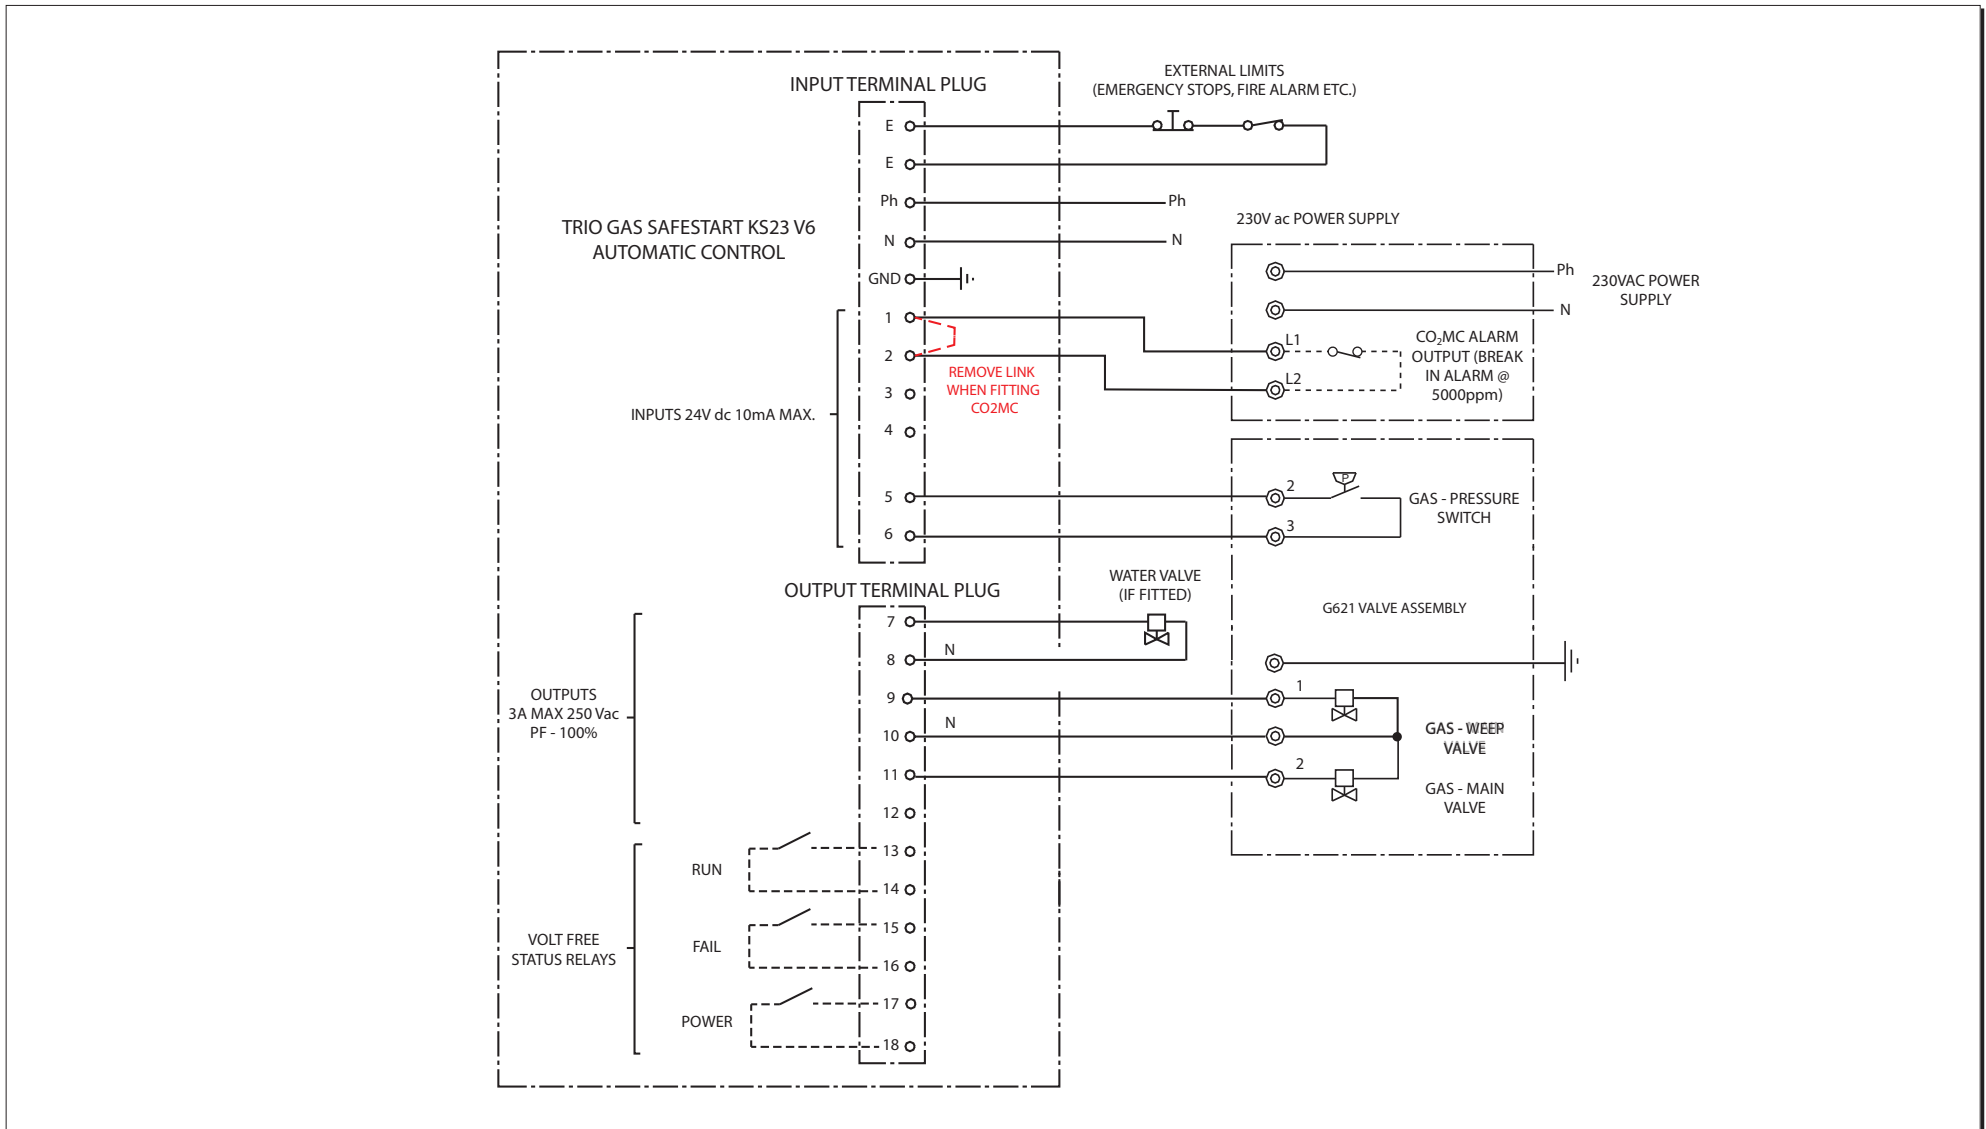 INPUT TERMINAL PLUG
EXTERNAL LIMITS
(EMERGENCY STOPS, FIRE ALARM ETC.)
E
E
Ph
Ph
N
N
GND
TRIO GAS SAFESTART KS23 V6
AUTOMATIC CONTROL
230V ac POWER SUPPLY
Ph
N
230VAC POWER
SUPPLY
1
2
3
4
5
6
REMOVE LINK
WHEN FITTING
CO2MC
L1
L2
CO₂MC ALARM
OUTPUT (BREAK
IN ALARM @
5000ppm)
INPUTS 24V dc 10mA MAX.
2
3
P
GAS - PRESSURE
SWITCH
OUTPUT TERMINAL PLUG
WATER VALVE
(IF FITTED)
G621 VALVE ASSEMBLY
7
8
N
9
10
N
11
12
13
14
15
16
17
18
OUTPUTS
3A MAX 250 Vac
PF - 100%
1
2
GAS - WEEP
VALVE
GAS - MAIN
VALVE
RUN
FAIL
POWER
VOLT FREE
STATUS RELAYS